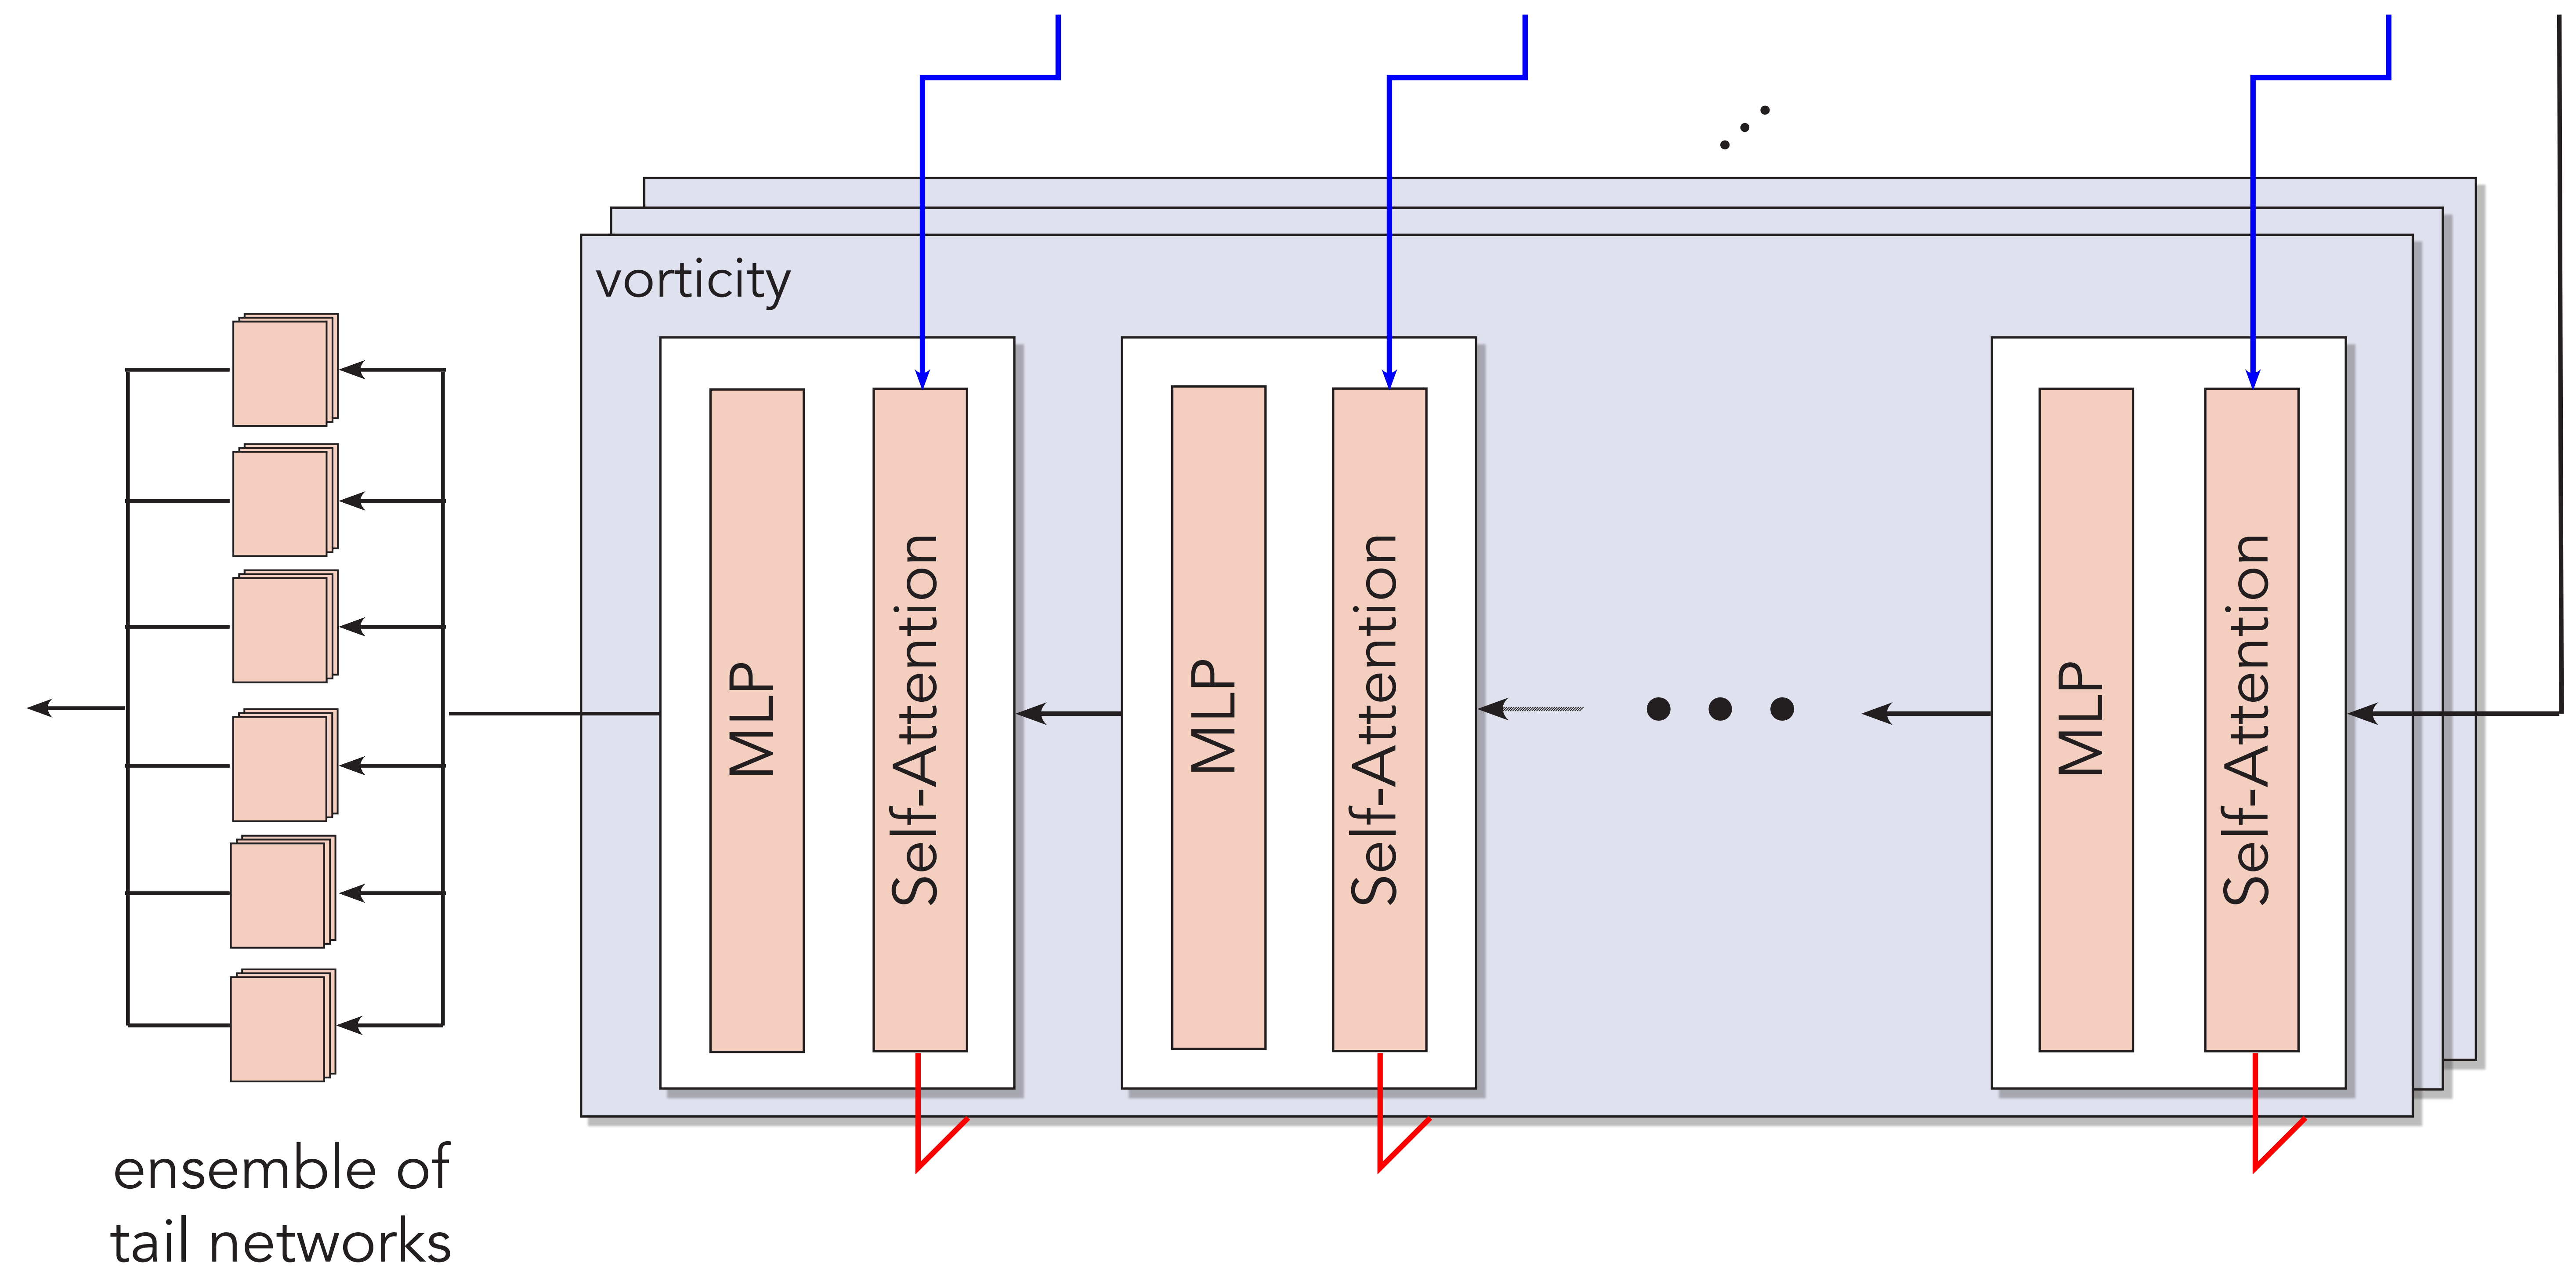 vorticity
MLP
Self-Attention
MLP
Self-Attention
MLP
Self-Attention
ensemble of
tail networks